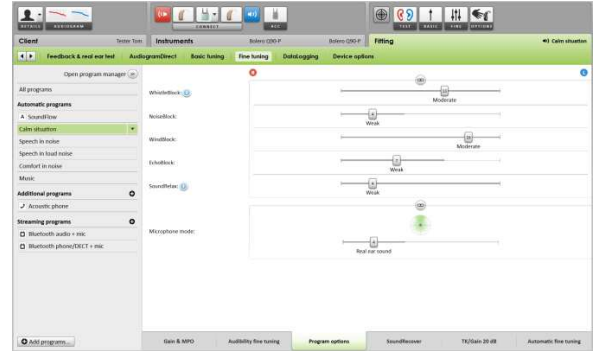 DETAILS AUDIOGRAM CONNECT ACC TEST BASIC FINE OPTIONS
Client Tester Tom Instruments Bolero Q90-P Bolero Q90-P Fitting Calm situation
Feedback & real ear test AudiogramDirect Basic tuning Fine tuning DataLogging Device options
Open program manager
All programs
Automatic programs
SoundFlow
Calm situation
Speech in noise
Speech in loud noise
Comfort in noise
Music
Additional programs
Acoustic phone
Streaming programs
Bluetooth audio + mic
Bluetooth phone/DECT + mic
WhistleBlock:
Moderate
NoiseBlock:
Weak
WindBlock:
Moderate
EchoBlock:
Weak
SoundRelax:
Weak
Microphone mode:
Real ear sound
Add programs...
Gain & MPO Audibility fine tuning Program options SoundRecover TK/Gain 20 dB Automatic fine tuning